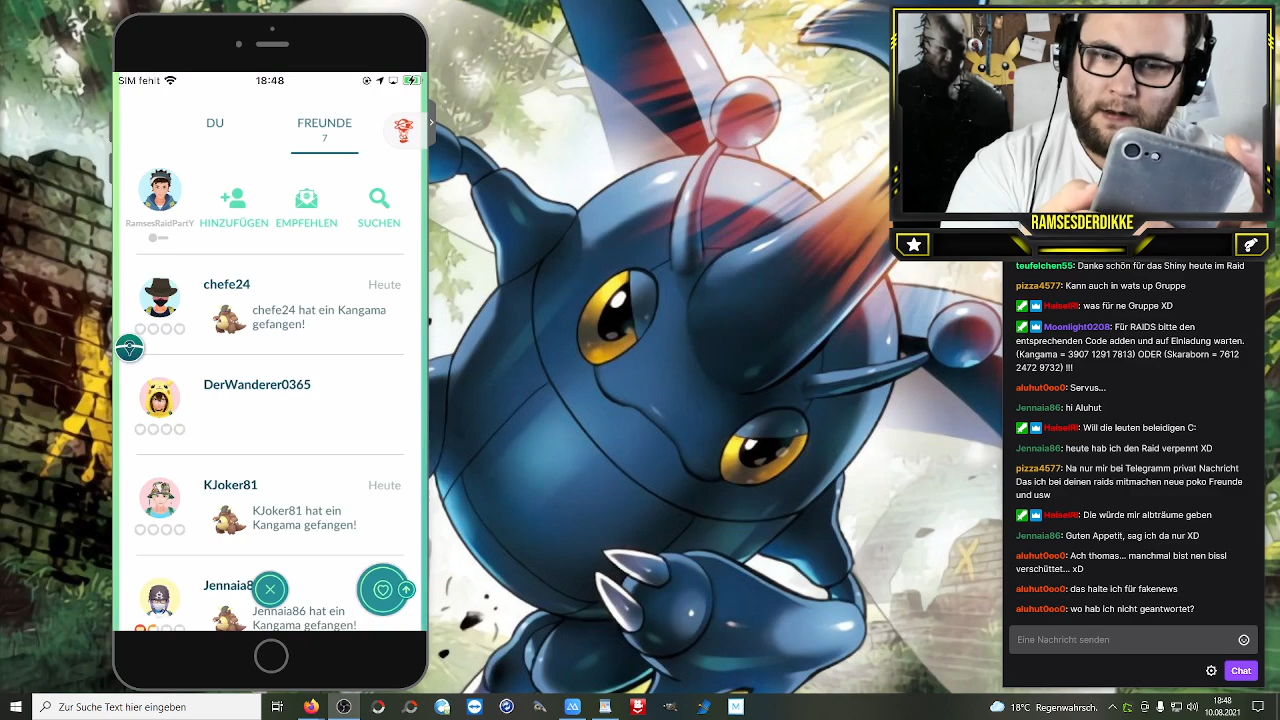 SIM fehlt
18:48
DU
FREUNDE
7
RamsesRaidPartY
HINZUFÜGEN
EMPFEHLEN
SUCHEN
chefe24
Heute
chefe24 hat ein Kangama
gefangen!
DerWanderer0365
KJoker81
Heute
KJoker81 hat ein
Kangama gefangen!
Jennaia8
Jennaia86 hat ein
Kangama gefangen!
RAMSESDERDIKKE
teufelchen55: Danke schön für das Shiny heute im Raid
pizza4577: Kann auch in wats up Gruppe
HaiselRI: was für ne Gruppe XD
Moonlight0208: Für RAIDS bitte den
entsprechenden Code adden und auf Einladung warten.
(Kangama = 3907 1291 7813) ODER (Skaraborn = 7612
2472 9732) !!!
aluhut0oo0: Servus...
Jennaia86: hi Aluhut
HaiselRI: Will die leuten beleidigen C:
Jennaia86: heute hab ich den Raid verpennt XD
pizza4577: Na nur mir bei Telegramm privat Nachricht
Das ich bei deinen raids mitmachen neue poko Freunde
und usw
HaiselRI: DIe würde mir albträume geben
Jennaia86: Guten Appetit, sag ich da nur XD
aluhut0oo0: Ach thomas... manchmal bist nen bissl
verschüttet... xD
aluhut0oo0: das halte ich für fakenews
aluhut0oo0: wo hab ich nicht geantwortet?
Eine Nachricht senden
Chat
Zur Suche Text hier eingeben
18°C
18:48
10.08.2021